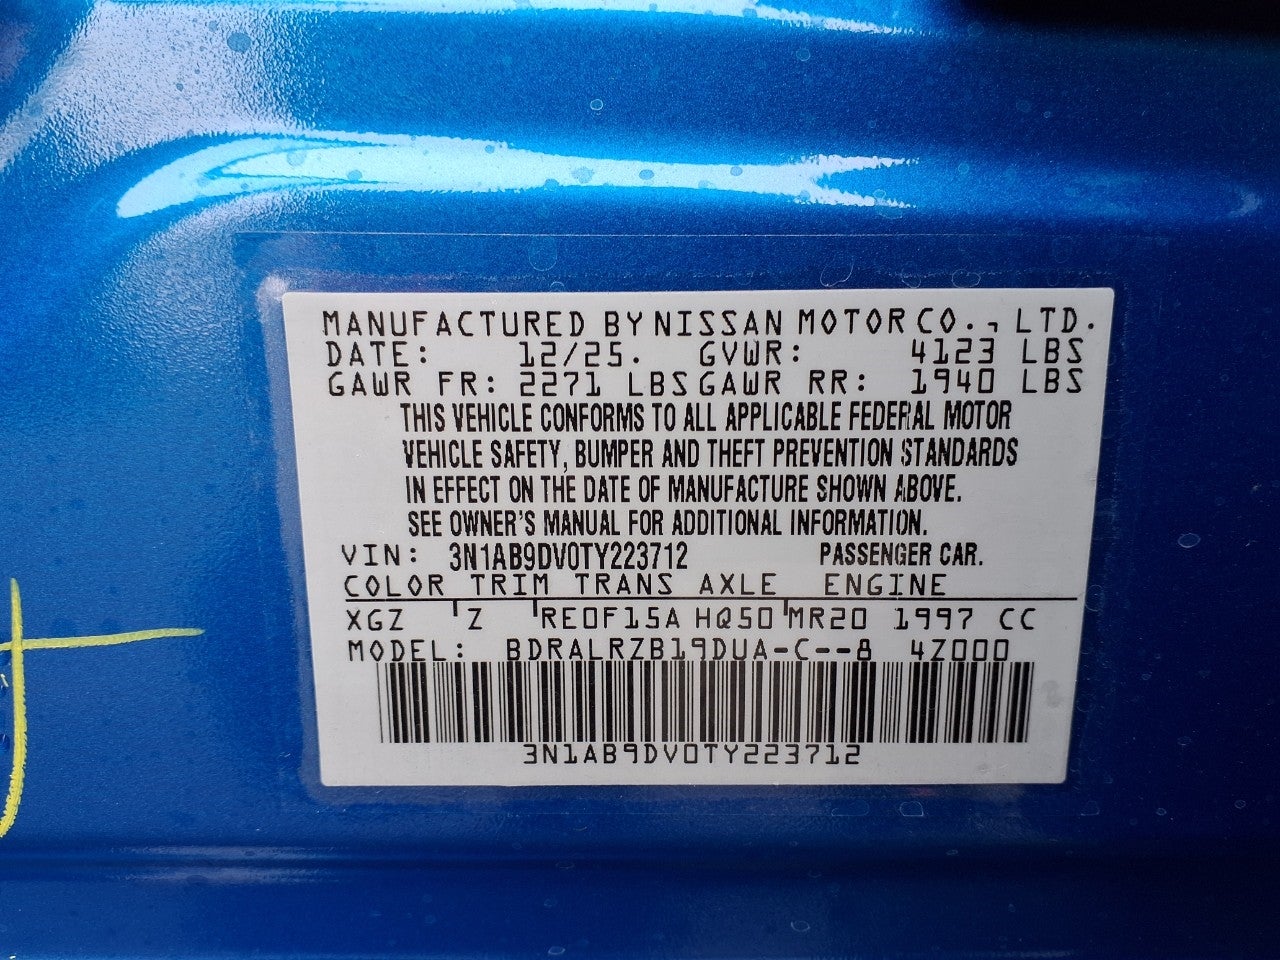 MANUFACTURED BY NISSAN MOTOR CO., LTD.
DATE: 12/25. GVWR: 4123 LBS
GAWR FR: 2271 LBS GAWR RR: 1940 LBS
THIS VEHICLE CONFORMS TO ALL APPLICABLE FEDERAL MOTOR
VEHICLE SAFETY, BUMPER AND THEFT PREVENTION STANDARDS
IN EFFECT ON THE DATE OF MANUFACTURE SHOWN ABOVE.
SEE OWNER'S MANUAL FOR ADDITIONAL INFORMATION.
VIN: 3N1AB9DV0TY223712 PASSENGER CAR.
COLOR TRIM TRANS AXLE ENGINE
XGZ Z RE0F15A HQ50 MR20 1997 CC
MODEL: BDRALRZB19DUA-C--8 4Z000
3N1AB9DV0TY223712